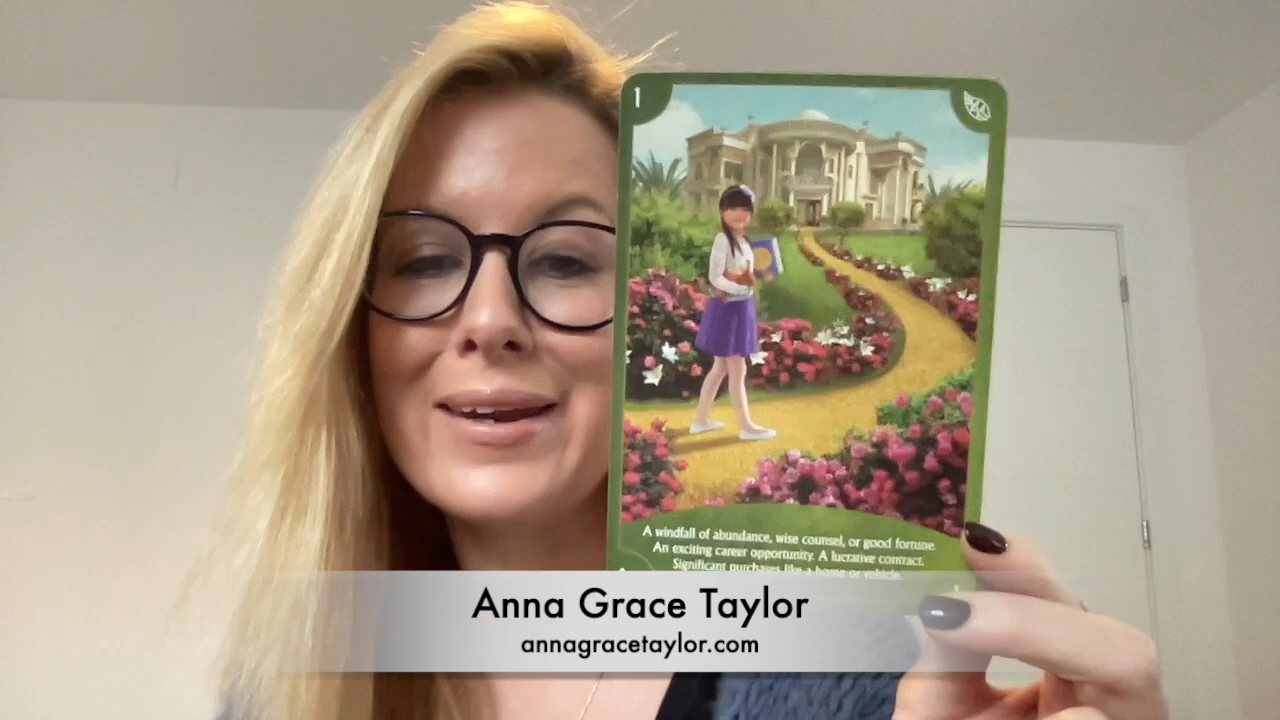 1
A windfall of abundance, wise counsel, or good fortune.
An exciting career opportunity. A lucrative contract.
Significant purchases like a home or vehicle.
Anna Grace Taylor
annagracetaylor.com